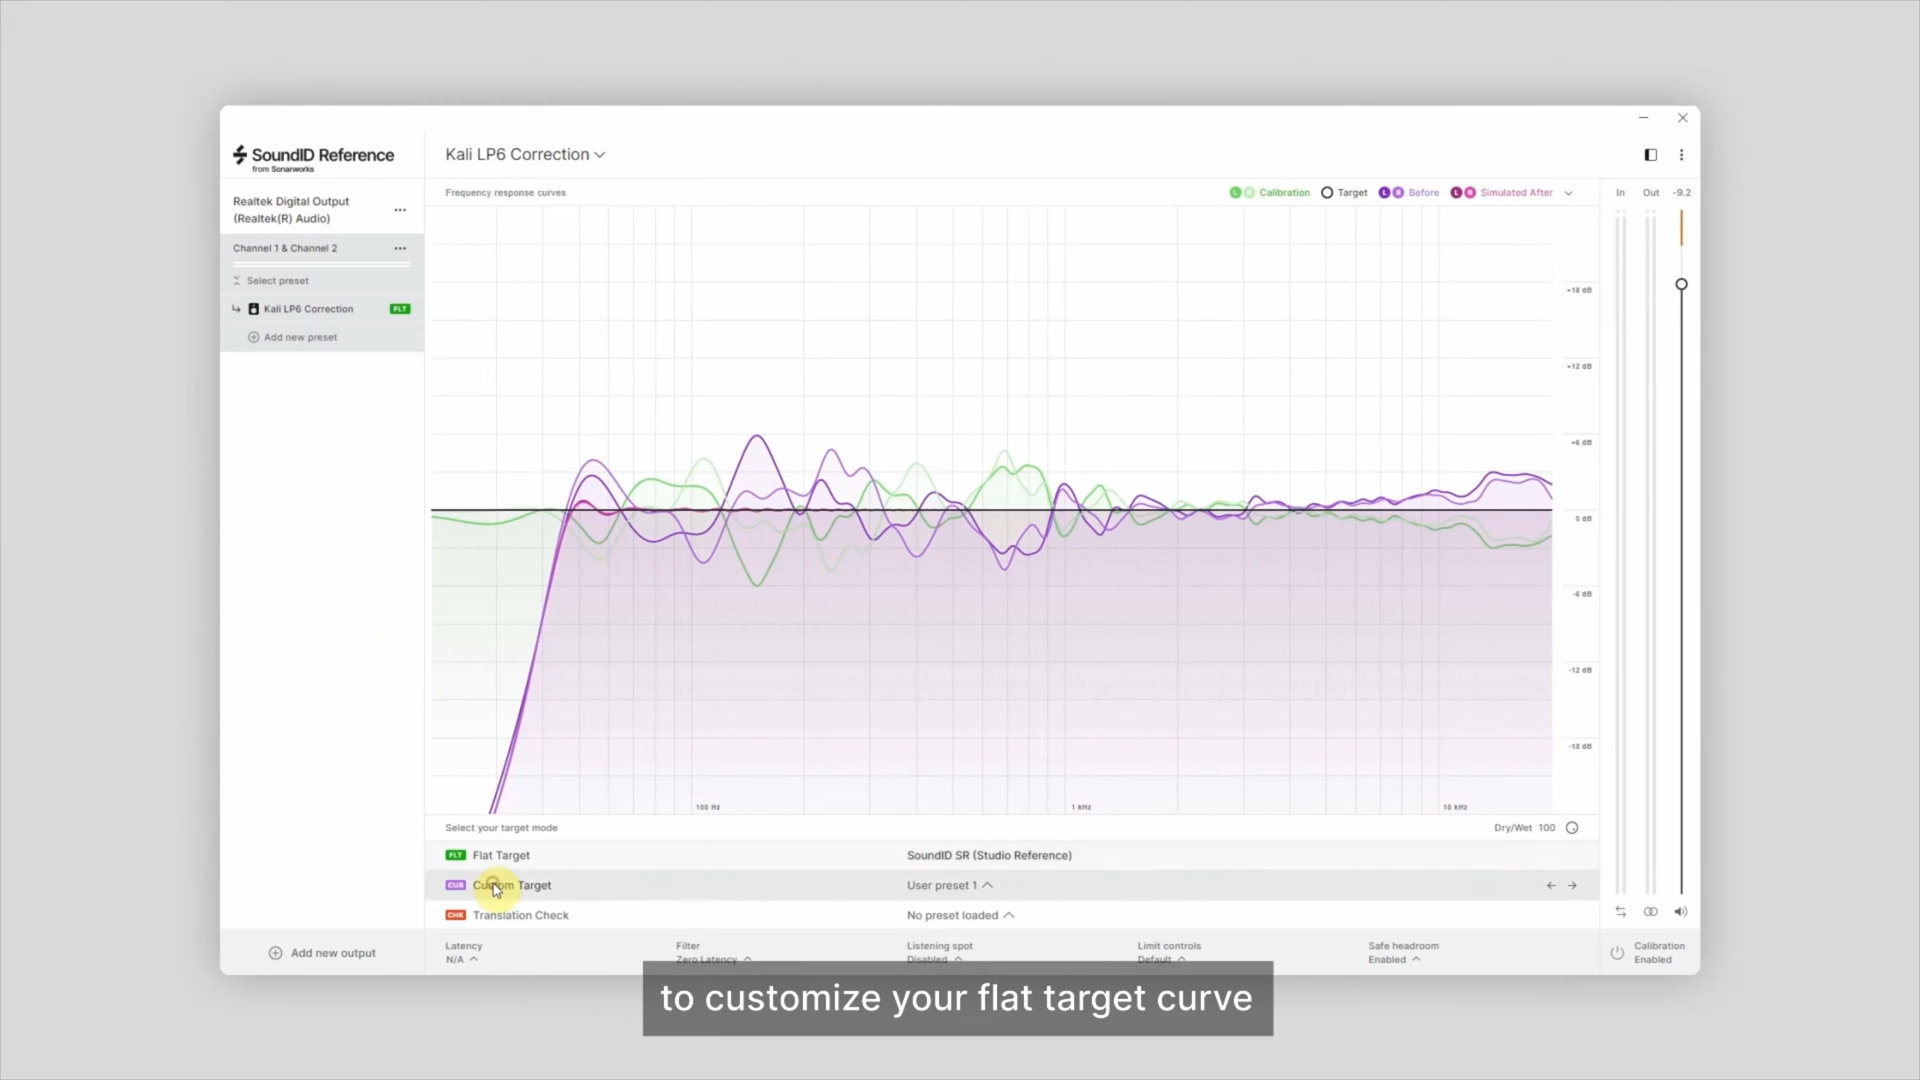 SoundID Reference
from Sonarworks
Kali LP6 Correction
Realtek Digital Output
(Realtek(R) Audio)
Channel 1 & Channel 2
Select preset
Kali LP6 Correction
FLT
Add new preset
Frequency response curves
L R Calibration
Target
L R Before
L R Simulated After
In
Out
-9.2
+18 dB
+12 dB
+6 dB
0 dB
-6 dB
-12 dB
-18 dB
100 Hz
1 kHz
10 kHz
Select your target mode
Dry/Wet 100
FLT Flat Target
SoundID SR (Studio Reference)
CUS Custom Target
User preset 1
CHK Translation Check
No preset loaded
Add new output
Latency
N/A
Filter
Zero Latency
Listening spot
Disabled
Limit controls
Default
Safe headroom
Enabled
Calibration
Enabled
to customize your flat target curve